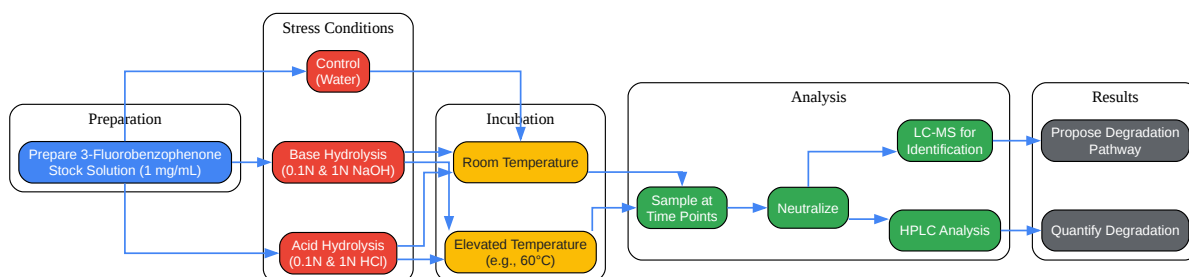 Preparation
Prepare 3-Fluorobenzophenone
Stock Solution (1 mg/mL)
Stress Conditions
Control
(Water)
Base Hydrolysis
(0.1N & 1N NaOH)
Acid Hydrolysis
(0.1N & 1N HCl)
Incubation
Room Temperature
Elevated Temperature
(e.g., 60°C)
Analysis
Sample at
Time Points
Neutralize
LC-MS for
Identification
HPLC Analysis
Results
Propose Degradation
Pathway
Quantify Degradation